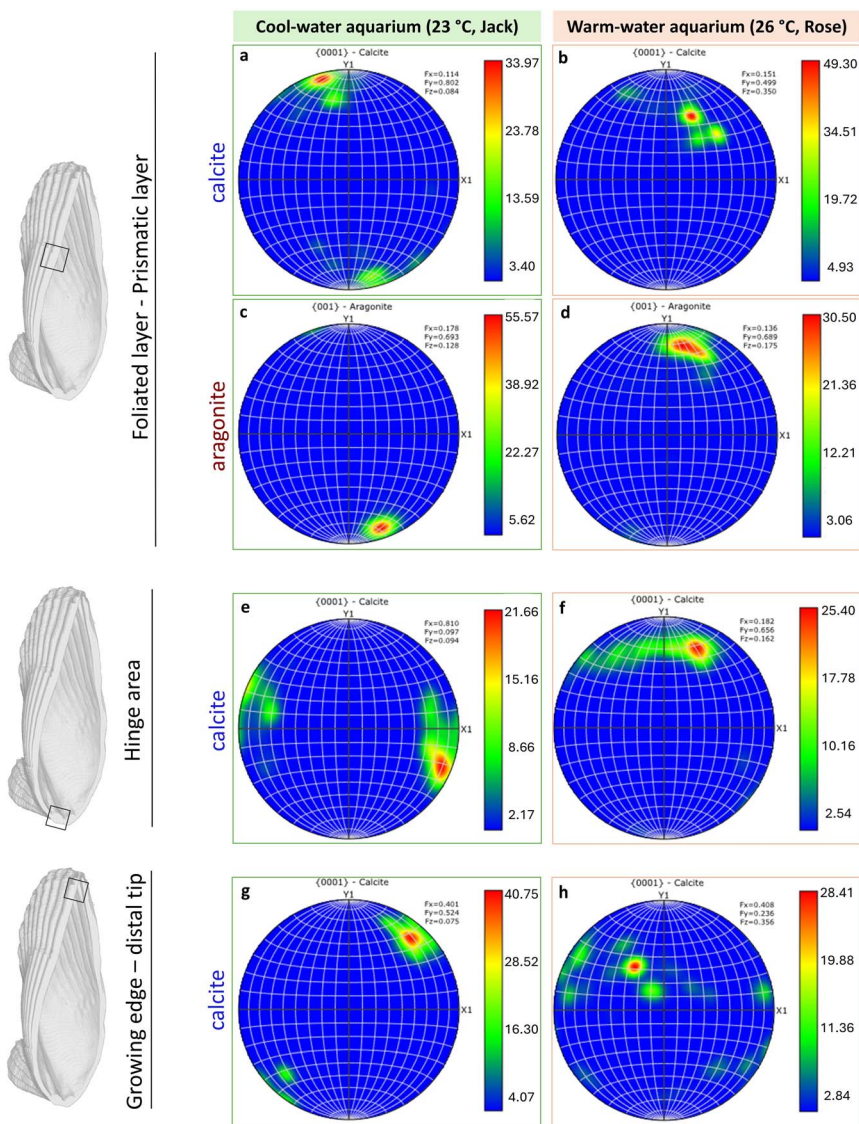 Cool-water aquarium (23 °C, Jack)
Warm-water aquarium (26 °C, Rose)
Foliated layer - Prismatic layer
calcite
a
{0001} - Calcite
Y1
Fx=0.114
Fy=0.802
Fz=0.084
X1
33.97
23.78
13.59
3.40
b
{0001} - Calcite
Y1
Fx=0.151
Fy=0.499
Fz=0.350
X1
49.30
34.51
19.72
4.93
aragonite
c
{001} - Aragonite
Y1
Fx=0.178
Fy=0.693
Fz=0.128
X1
55.57
38.92
22.27
5.62
d
{001} - Aragonite
Y1
Fx=0.136
Fy=0.689
Fz=0.175
X1
30.50
21.36
12.21
3.06
Hinge area
calcite
e
{0001} - Calcite
Y1
Fx=0.810
Fy=0.097
Fz=0.094
X1
21.66
15.16
8.66
2.17
f
{0001} - Calcite
Y1
Fx=0.182
Fy=0.656
Fz=0.162
X1
25.40
17.78
10.16
2.54
Growing edge – distal tip
calcite
g
{0001} - Calcite
Y1
Fx=0.401
Fy=0.524
Fz=0.075
X1
40.75
28.52
16.30
4.07
h
{0001} - Calcite
Y1
Fx=0.408
Fy=0.236
Fz=0.356
X1
28.41
19.88
11.36
2.84